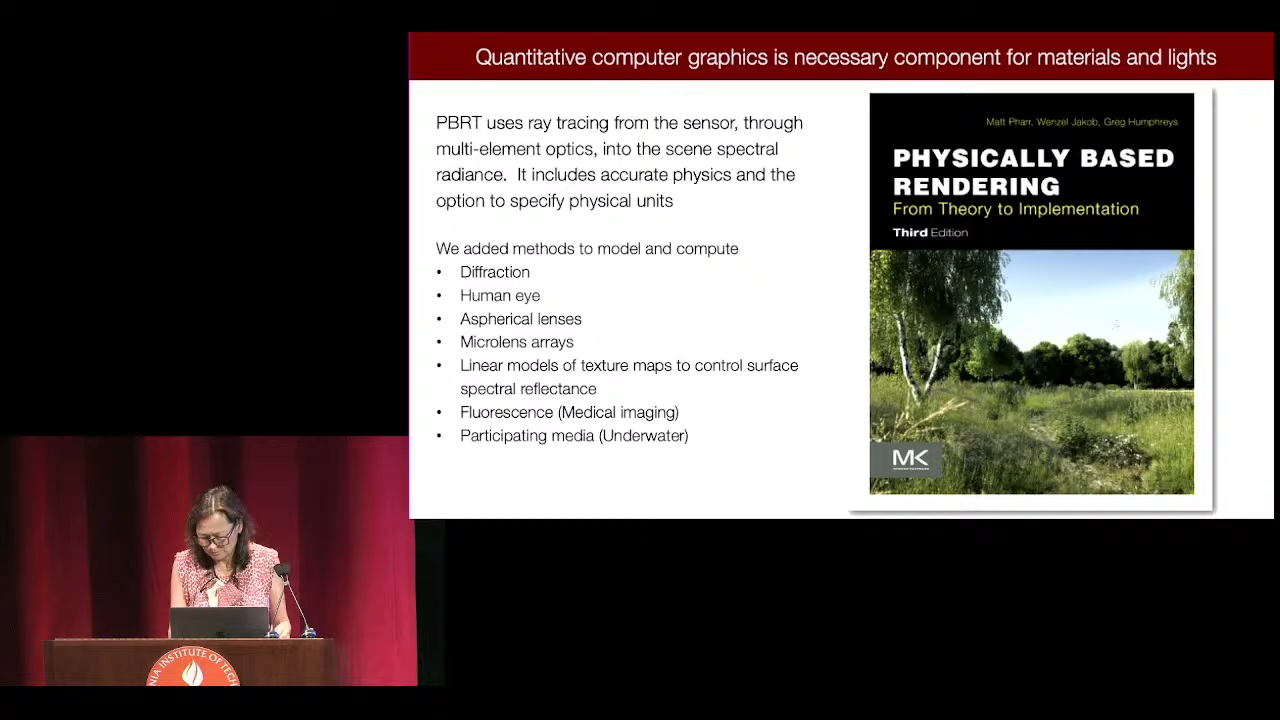 Quantitative computer graphics is necessary component for materials and lights
PBRT uses ray tracing from the sensor, through
multi-element optics, into the scene spectral
radiance. It includes accurate physics and the
option to specify physical units
We added methods to model and compute
• Diffraction
• Human eye
• Aspherical lenses
• Microlens arrays
• Linear models of texture maps to control surface
spectral reflectance
• Fluorescence (Medical imaging)
• Participating media (Underwater)
Matt Pharr, Wenzel Jakob, Greg Humphreys
PHYSICALLY BASED
RENDERING
From Theory to Implementation
Third Edition
MK
NIA INSTITUTE OF TECH